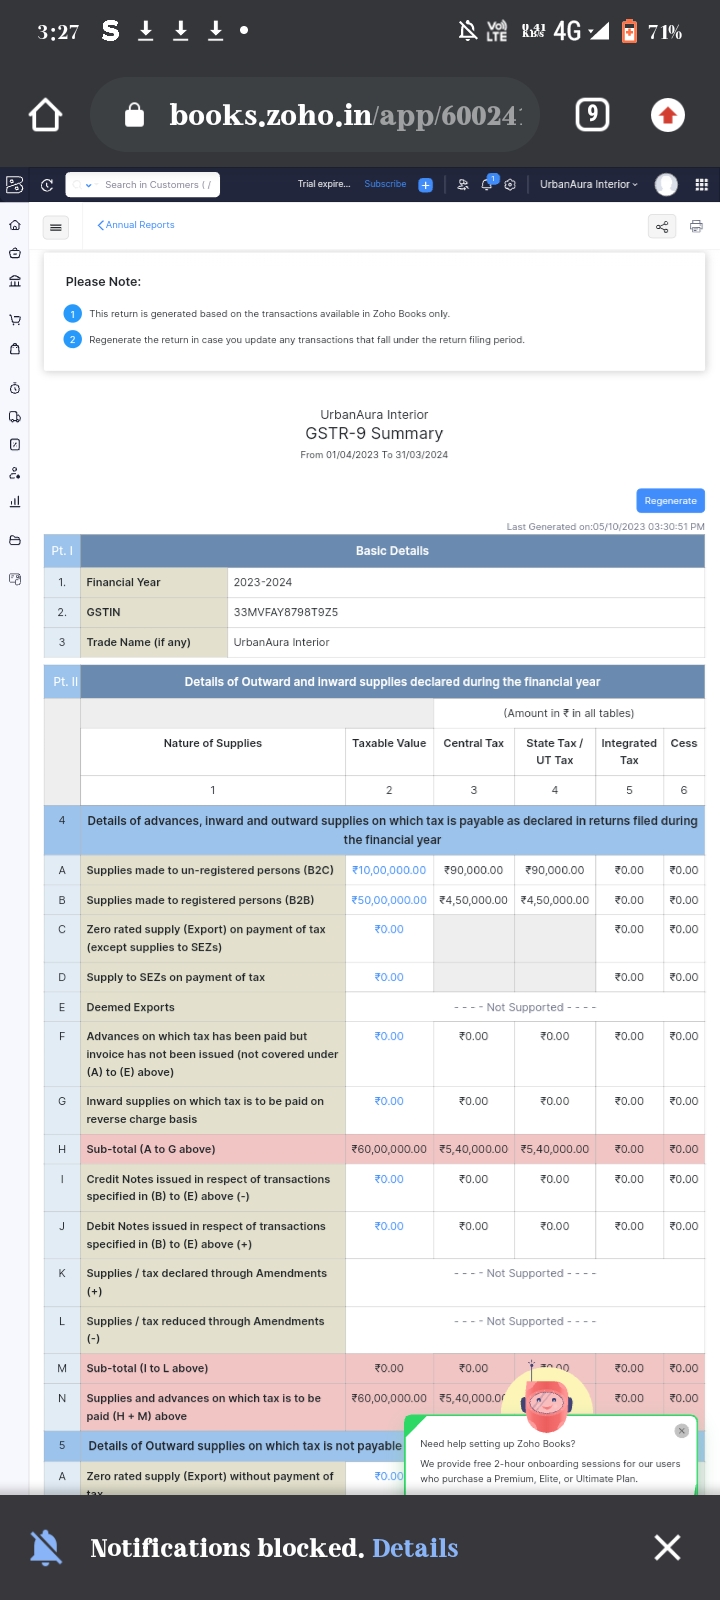 3:27 S VoLTE 0.41 KB/S 4G 71%
books.zoho.in/app/60024 9
Search in Customers ( / Trial expire... Subscribe 1 UrbanAura Interior
Annual Reports
Please Note:
1 This return is generated based on the transactions available in Zoho Books only.
2 Regenerate the return in case you update any transactions that fall under the return filing period.
UrbanAura Interior
GSTR-9 Summary
From 01/04/2023 To 31/03/2024
Regenerate
Last Generated on:05/10/2023 03:30:51 PM
Pt. I Basic Details
1. Financial Year 2023-2024
2. GSTIN 33MVFAY8798T9Z5
3 Trade Name (if any) UrbanAura Interior
Pt. II Details of Outward and inward supplies declared during the financial year
(Amount in ₹ in all tables)
Nature of Supplies Taxable Value Central Tax State Tax / Integrated Cess
UT Tax Tax
1 2 3 4 5 6
4 Details of advances, inward and outward supplies on which tax is payable as declared in returns filed during
the financial year
A Supplies made to un-registered persons (B2C) ₹10,00,000.00 ₹90,000.00 ₹90,000.00 ₹0.00 ₹0.00
B Supplies made to registered persons (B2B) ₹50,00,000.00 ₹4,50,000.00 ₹4,50,000.00 ₹0.00 ₹0.00
C Zero rated supply (Export) on payment of tax ₹0.00 ₹0.00 ₹0.00
(except supplies to SEZs)
D Supply to SEZs on payment of tax ₹0.00 ₹0.00 ₹0.00
E Deemed Exports - - - - Not Supported - - - -
F Advances on which tax has been paid but ₹0.00 ₹0.00 ₹0.00 ₹0.00 ₹0.00
invoice has not been issued (not covered under
(A) to (E) above)
G Inward supplies on which tax is to be paid on ₹0.00 ₹0.00 ₹0.00 ₹0.00 ₹0.00
reverse charge basis
H Sub-total (A to G above) ₹60,00,000.00 ₹5,40,000.00 ₹5,40,000.00 ₹0.00 ₹0.00
I Credit Notes issued in respect of transactions ₹0.00 ₹0.00 ₹0.00 ₹0.00 ₹0.00
specified in (B) to (E) above (-)
J Debit Notes issued in respect of transactions ₹0.00 ₹0.00 ₹0.00 ₹0.00 ₹0.00
specified in (B) to (E) above (+)
K Supplies / tax declared through Amendments - - - - Not Supported - - - -
(+)
L Supplies / tax reduced through Amendments - - - - Not Supported - - - -
(-)
M Sub-total (I to L above) ₹0.00 ₹0.00 ₹0.00 ₹0.00 ₹0.00
N Supplies and advances on which tax is to be ₹60,00,000.00 ₹5,40,000 ₹0.00 ₹0.00
paid (H + M) above
5 Details of Outward supplies on which tax is not payable
A Zero rated supply (Export) without payment of ₹0.00
tax
Need help setting up Zoho Books?
We provide free 2-hour onboarding sessions for our users
who purchase a Premium, Elite, or Ultimate Plan.
Notifications blocked. Details